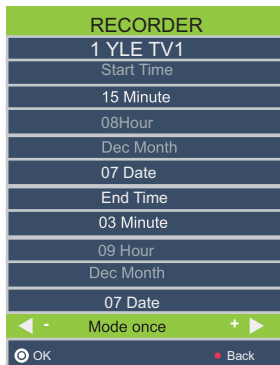 RECORDER
1 YLE TV1
Start Time
15 Minute
08Hour
Dec Month
07 Date
End Time
03 Minute
09 Hour
Dec Month
07 Date
- Mode once +
OK Back